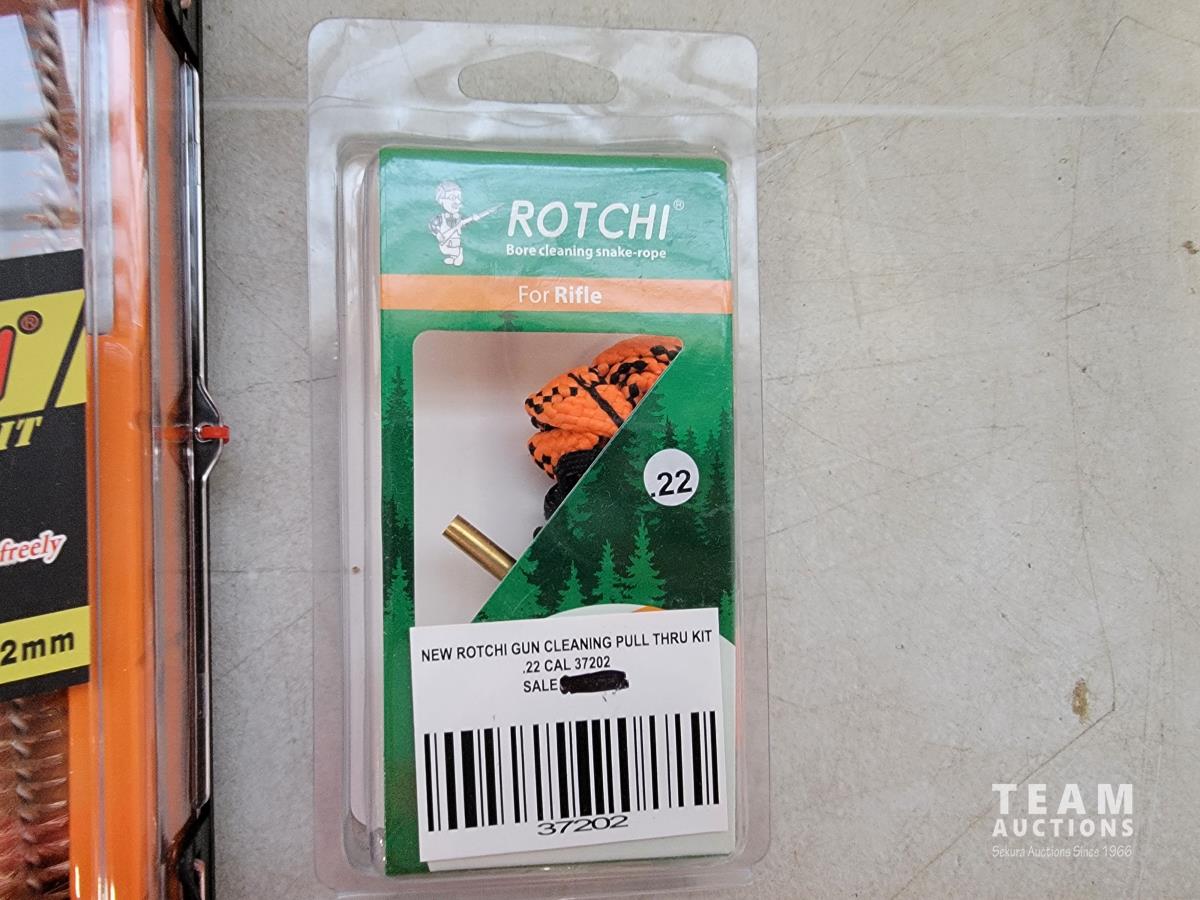 ROTCHI®
Bore cleaning snake-rope
For Rifle
.22
NEW ROTCHI GUN CLEANING PULL THRU KIT
.22 CAL 37202
SALE
37202
®
IT
freely
2mm
TEAM
AUCTIONS
Sekura Auctions Since 1966